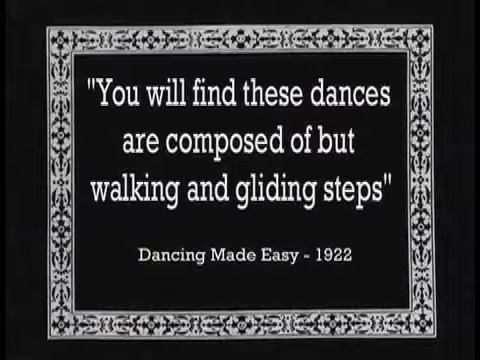 "You will find these dances
are composed of but
walking and gliding steps"
Dancing Made Easy - 1922